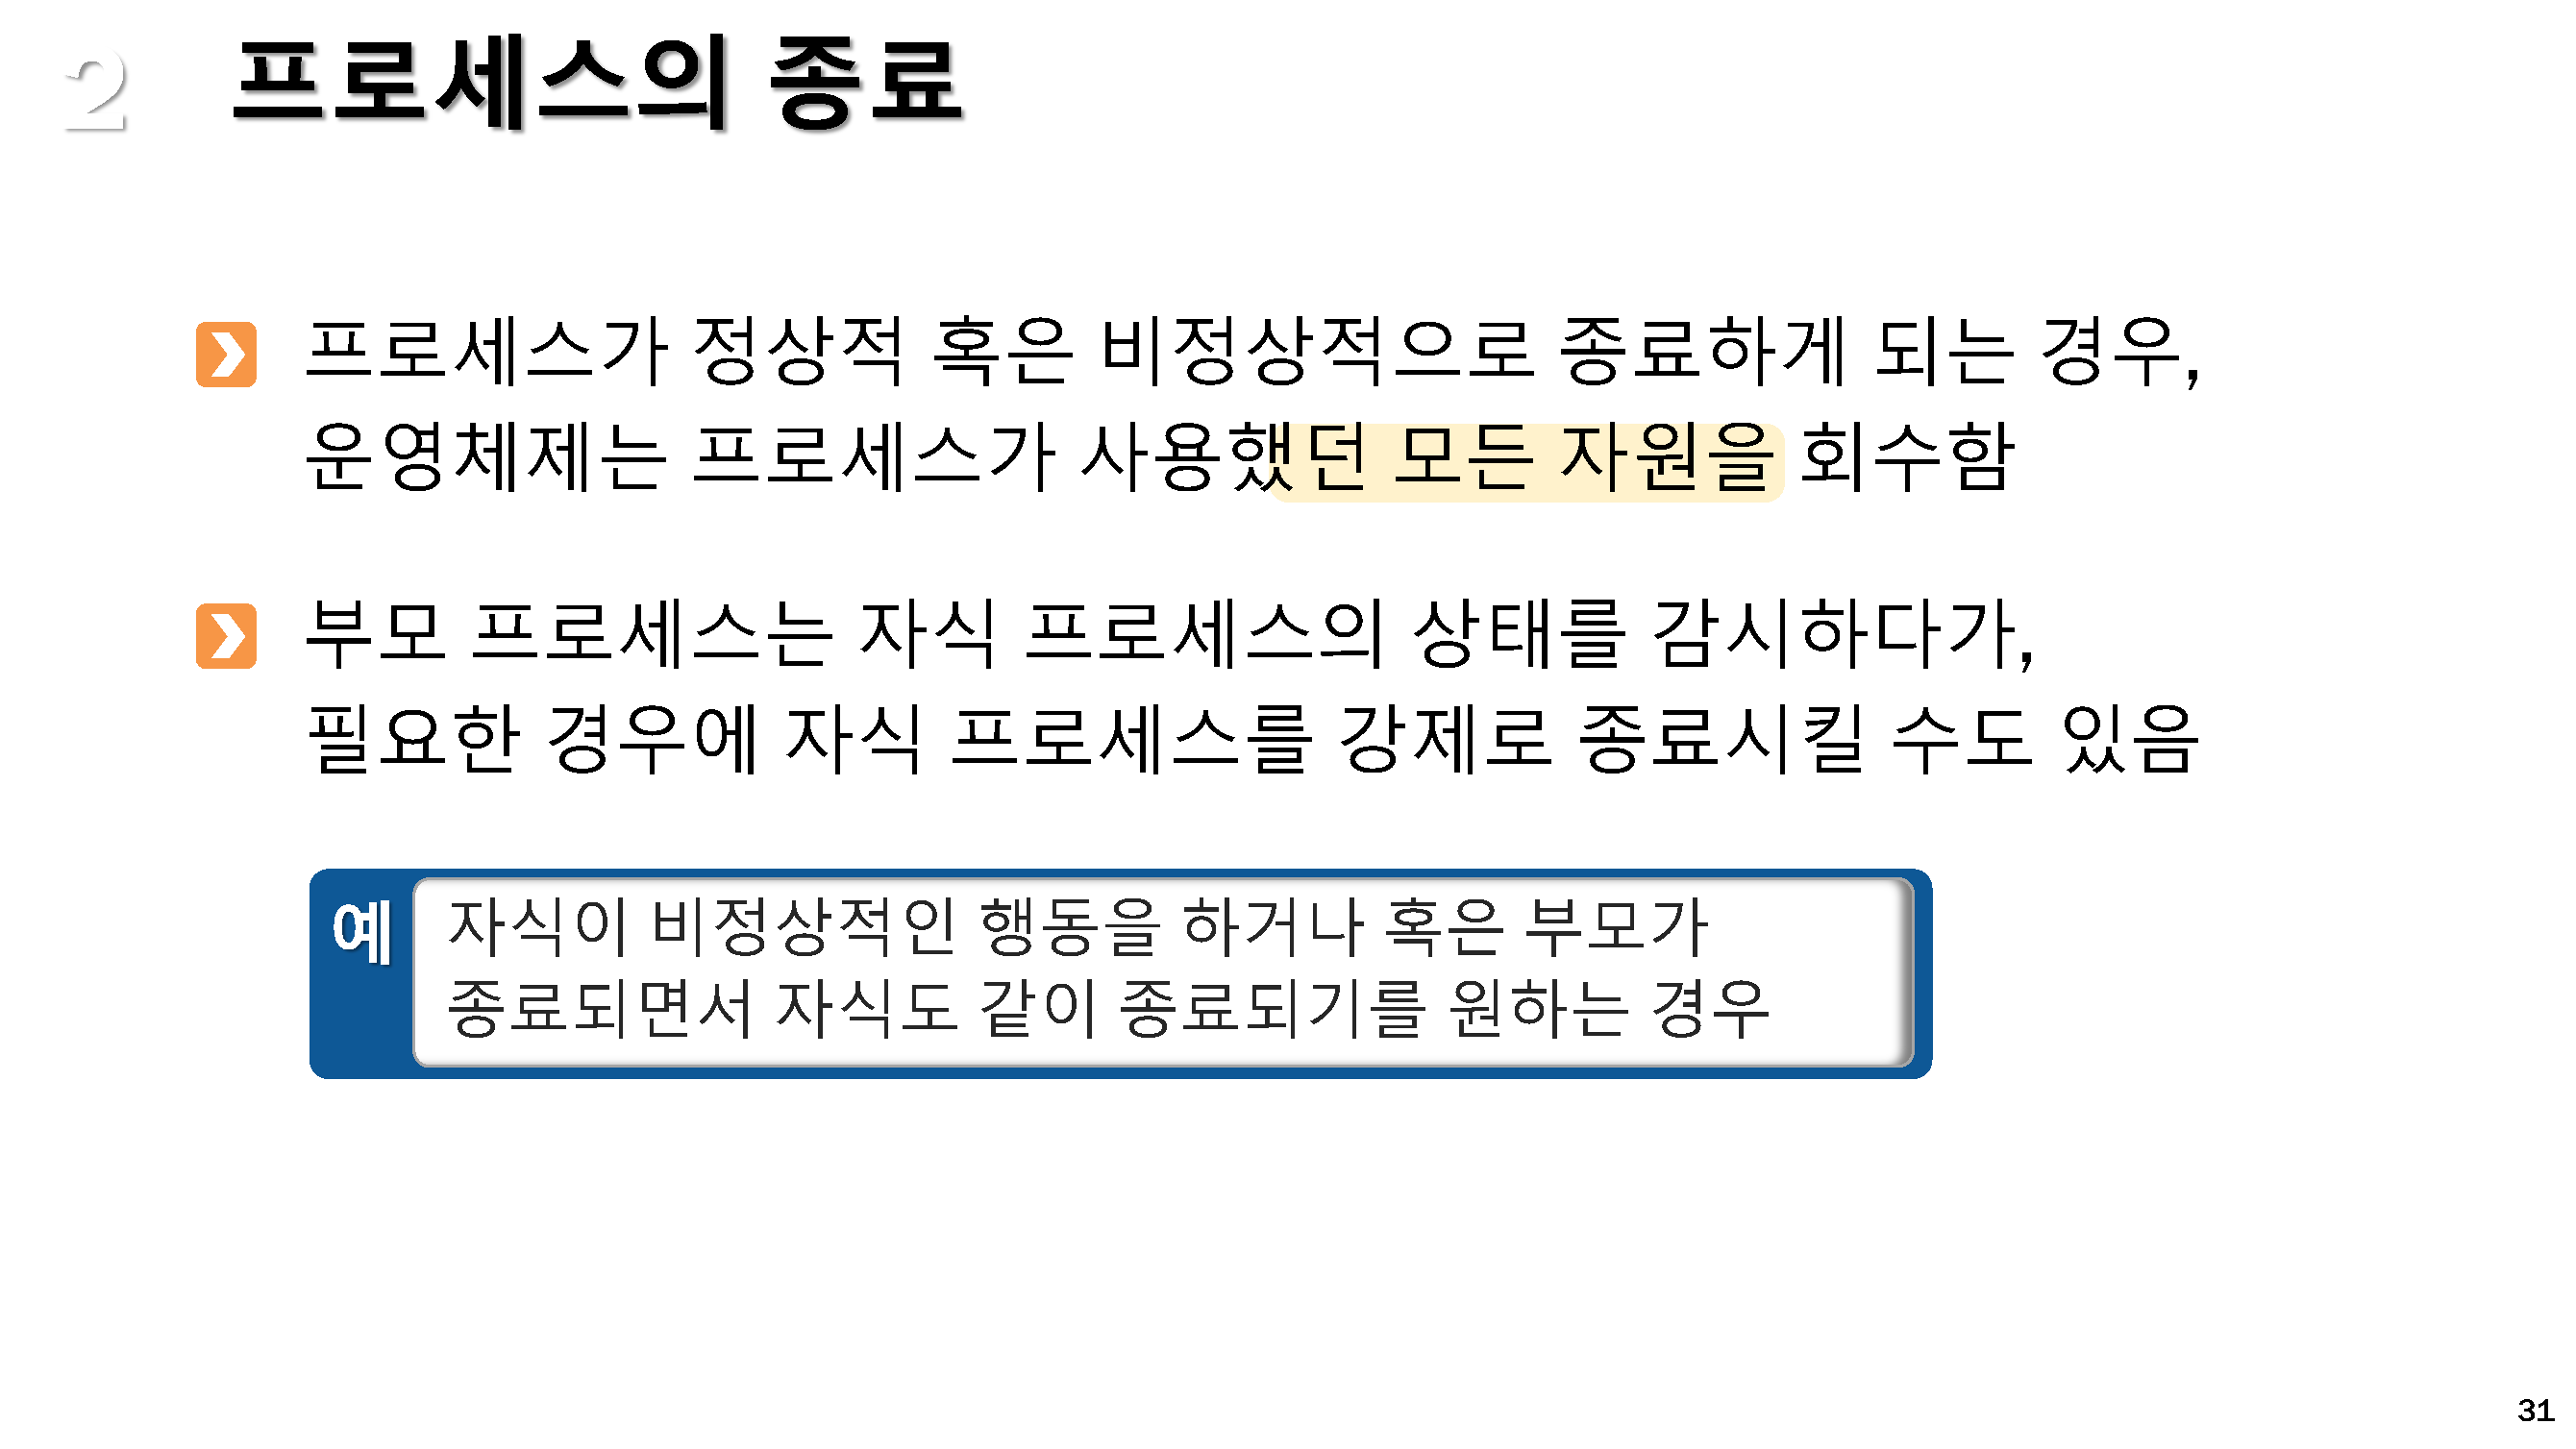 2 프로세스의 종료
프로세스가 정상적 혹은 비정상적으로 종료하게 되는 경우,
운영체제는 프로세스가 사용했던 모든 자원을 회수함
부모 프로세스는 자식 프로세스의 상태를 감시하다가,
필요한 경우에 자식 프로세스를 강제로 종료시킬 수도 있음
예 자식이 비정상적인 행동을 하거나 혹은 부모가
종료되면서 자식도 같이 종료되기를 원하는 경우
31